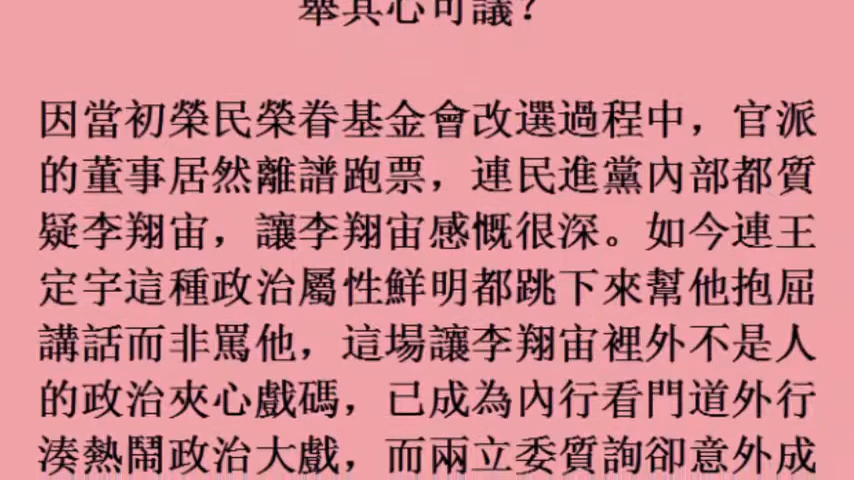 舉其心可議？
因當初榮民榮眷基金會改選過程中，官派
的董事居然離譜跑票，連民進黨內部都質
疑李翔宙，讓李翔宙感慨很深。如今連王
定宇這種政治屬性鮮明都跳下來幫他抱屈
講話而非罵他，這場讓李翔宙裡外不是人
的政治夾心戲碼，已成為內行看門道外行
湊熱鬧政治大戲，而兩立委質詢卻意外成